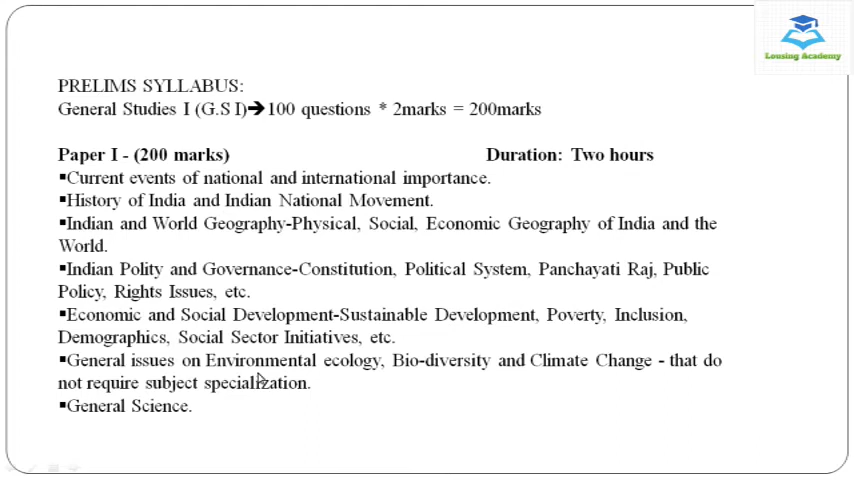 Lousing Academy
PRELIMS SYLLABUS:
General Studies I (G.S I)➔100 questions * 2marks = 200marks
Paper I - (200 marks) Duration: Two hours
▪Current events of national and international importance.
▪History of India and Indian National Movement.
▪Indian and World Geography-Physical, Social, Economic Geography of India and the
World.
▪Indian Polity and Governance-Constitution, Political System, Panchayati Raj, Public
Policy, Rights Issues, etc.
▪Economic and Social Development-Sustainable Development, Poverty, Inclusion,
Demographics, Social Sector Initiatives, etc.
▪General issues on Environmental ecology, Bio-diversity and Climate Change - that do
not require subject specialization.
▪General Science.